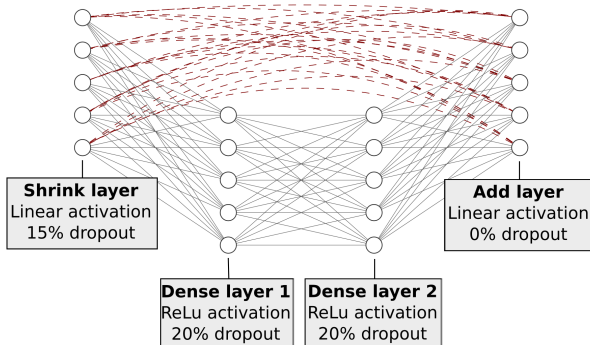 Shrink layer
Linear activation
15% dropout
Add layer
Linear activation
0% dropout
Dense layer 1
ReLu activation
20% dropout
Dense layer 2
ReLu activation
20% dropout